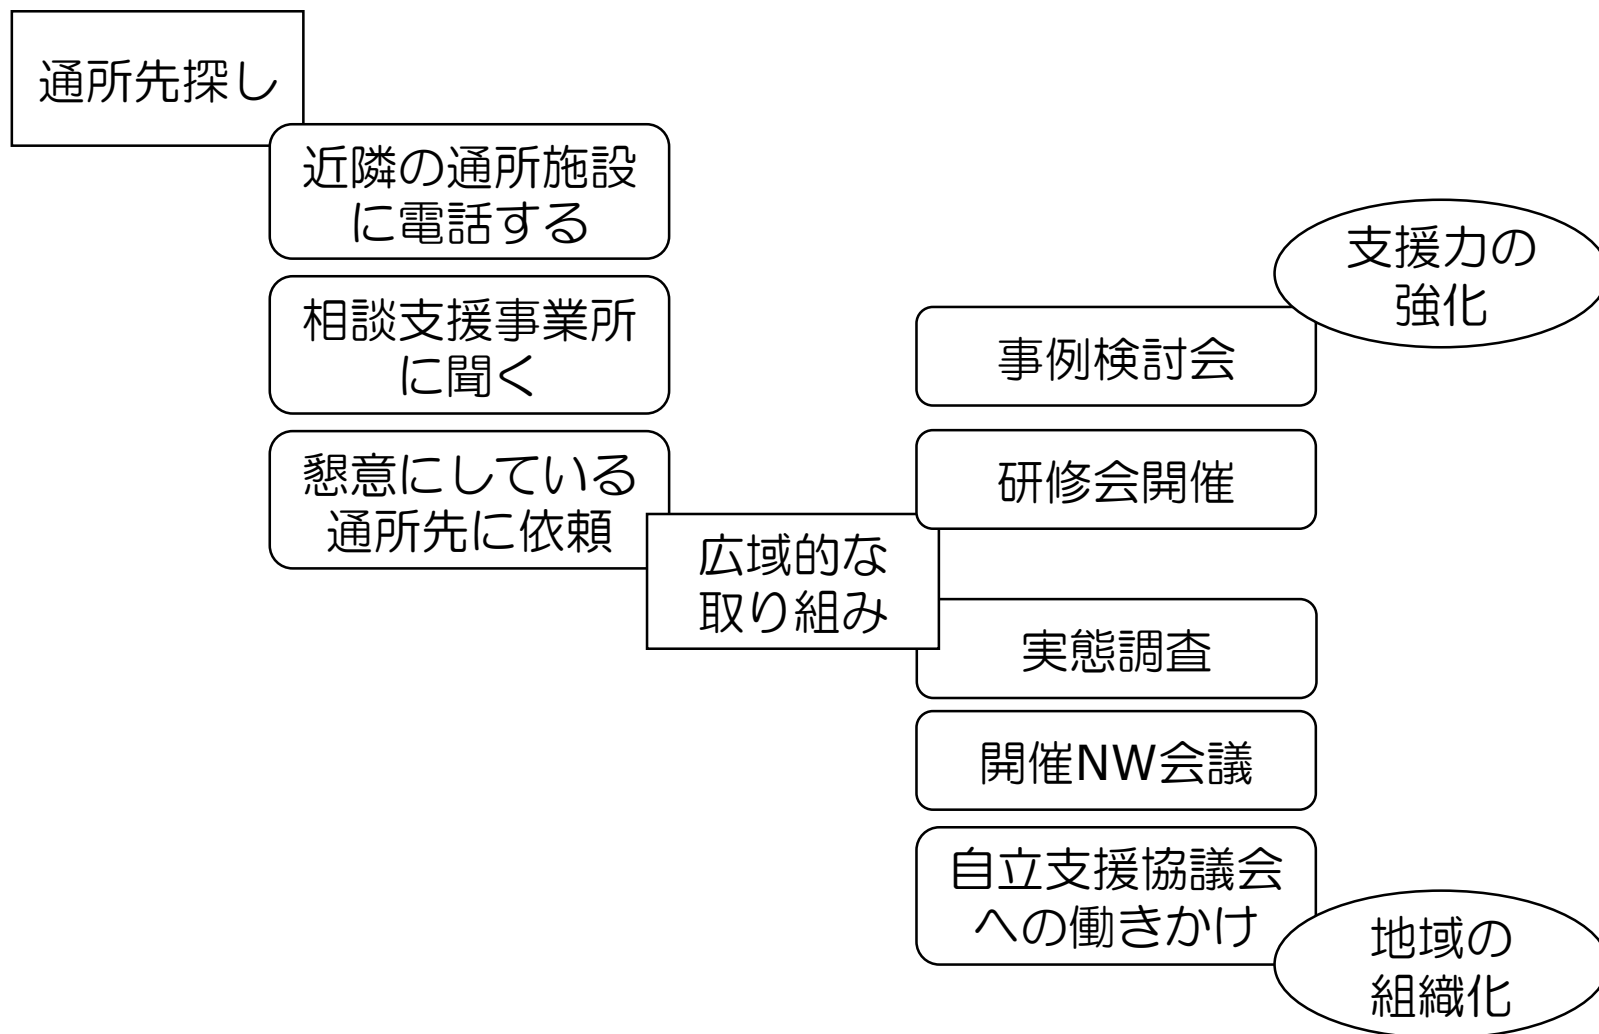 通所先探し
近隣の通所施設
に電話する
相談支援事業所
に聞く
懇意にしている
通所先に依頼
広域的な
取り組み
支援力の
強化
事例検討会
研修会開催
実態調査
開催NW会議
自立支援協議会
への働きかけ
地域の
組織化